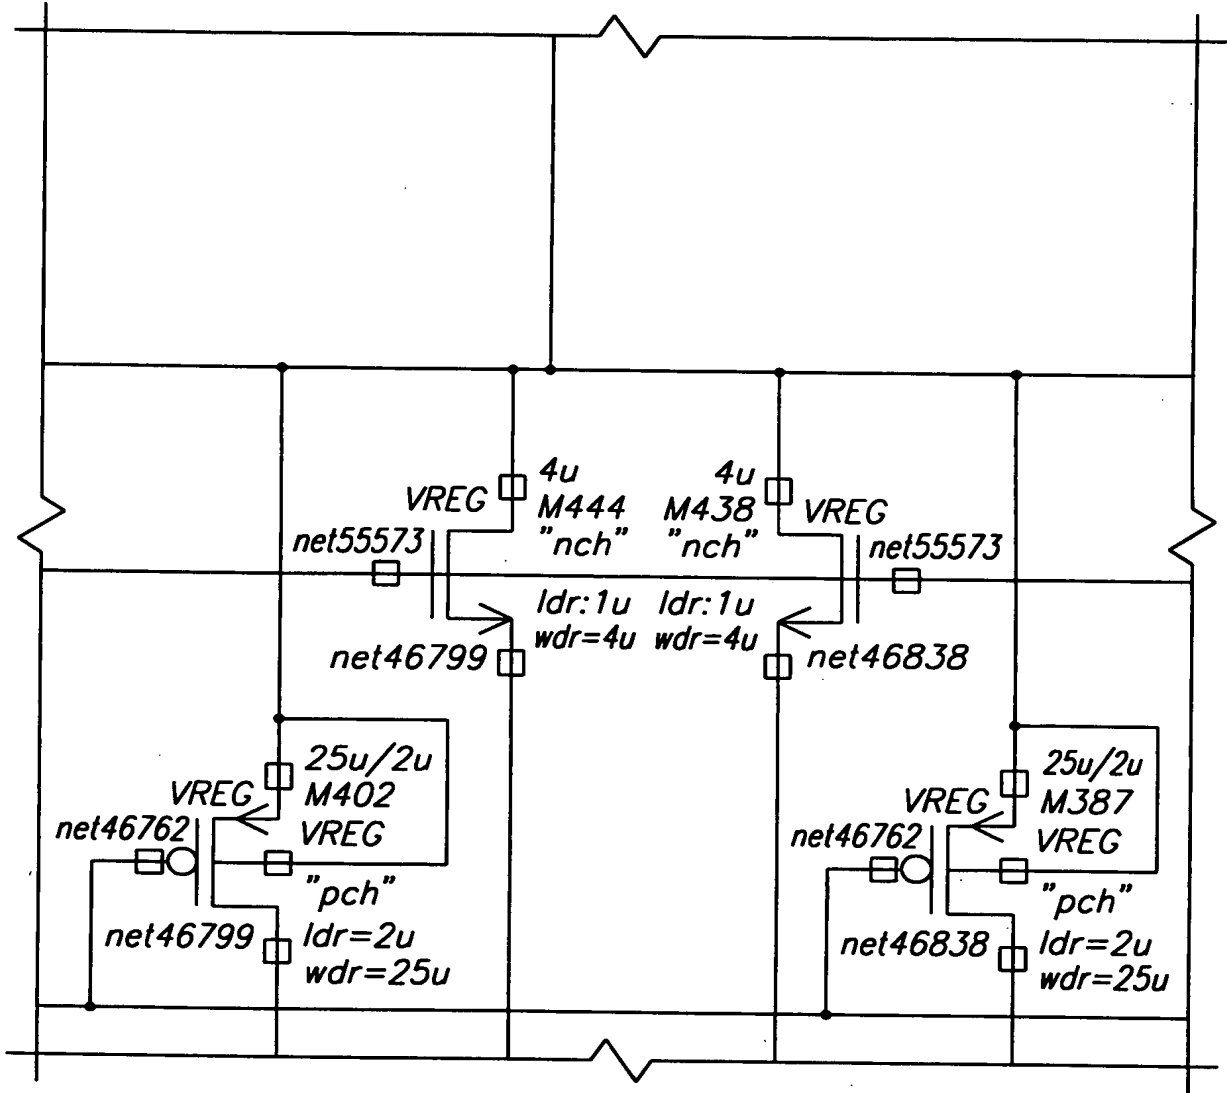 4u
VREG
M444
"nch"
net55573
ldr:1u
wdr=4u
net46799
4u
M438
VREG
"nch"
net55573
ldr:1u
wdr=4u
net46838
25u/2u
VREG
M402
net46762
VREG
"pch"
net46799
ldr=2u
wdr=25u
25u/2u
VREG
M387
net46762
VREG
"pch"
net46838
ldr=2u
wdr=25u